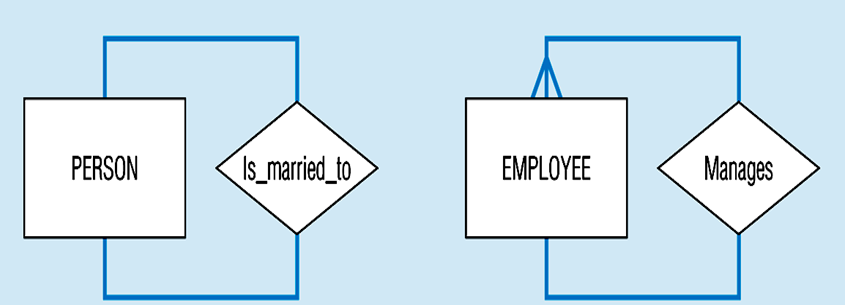 PERSON
Is_married_to
EMPLOYEE
Manages